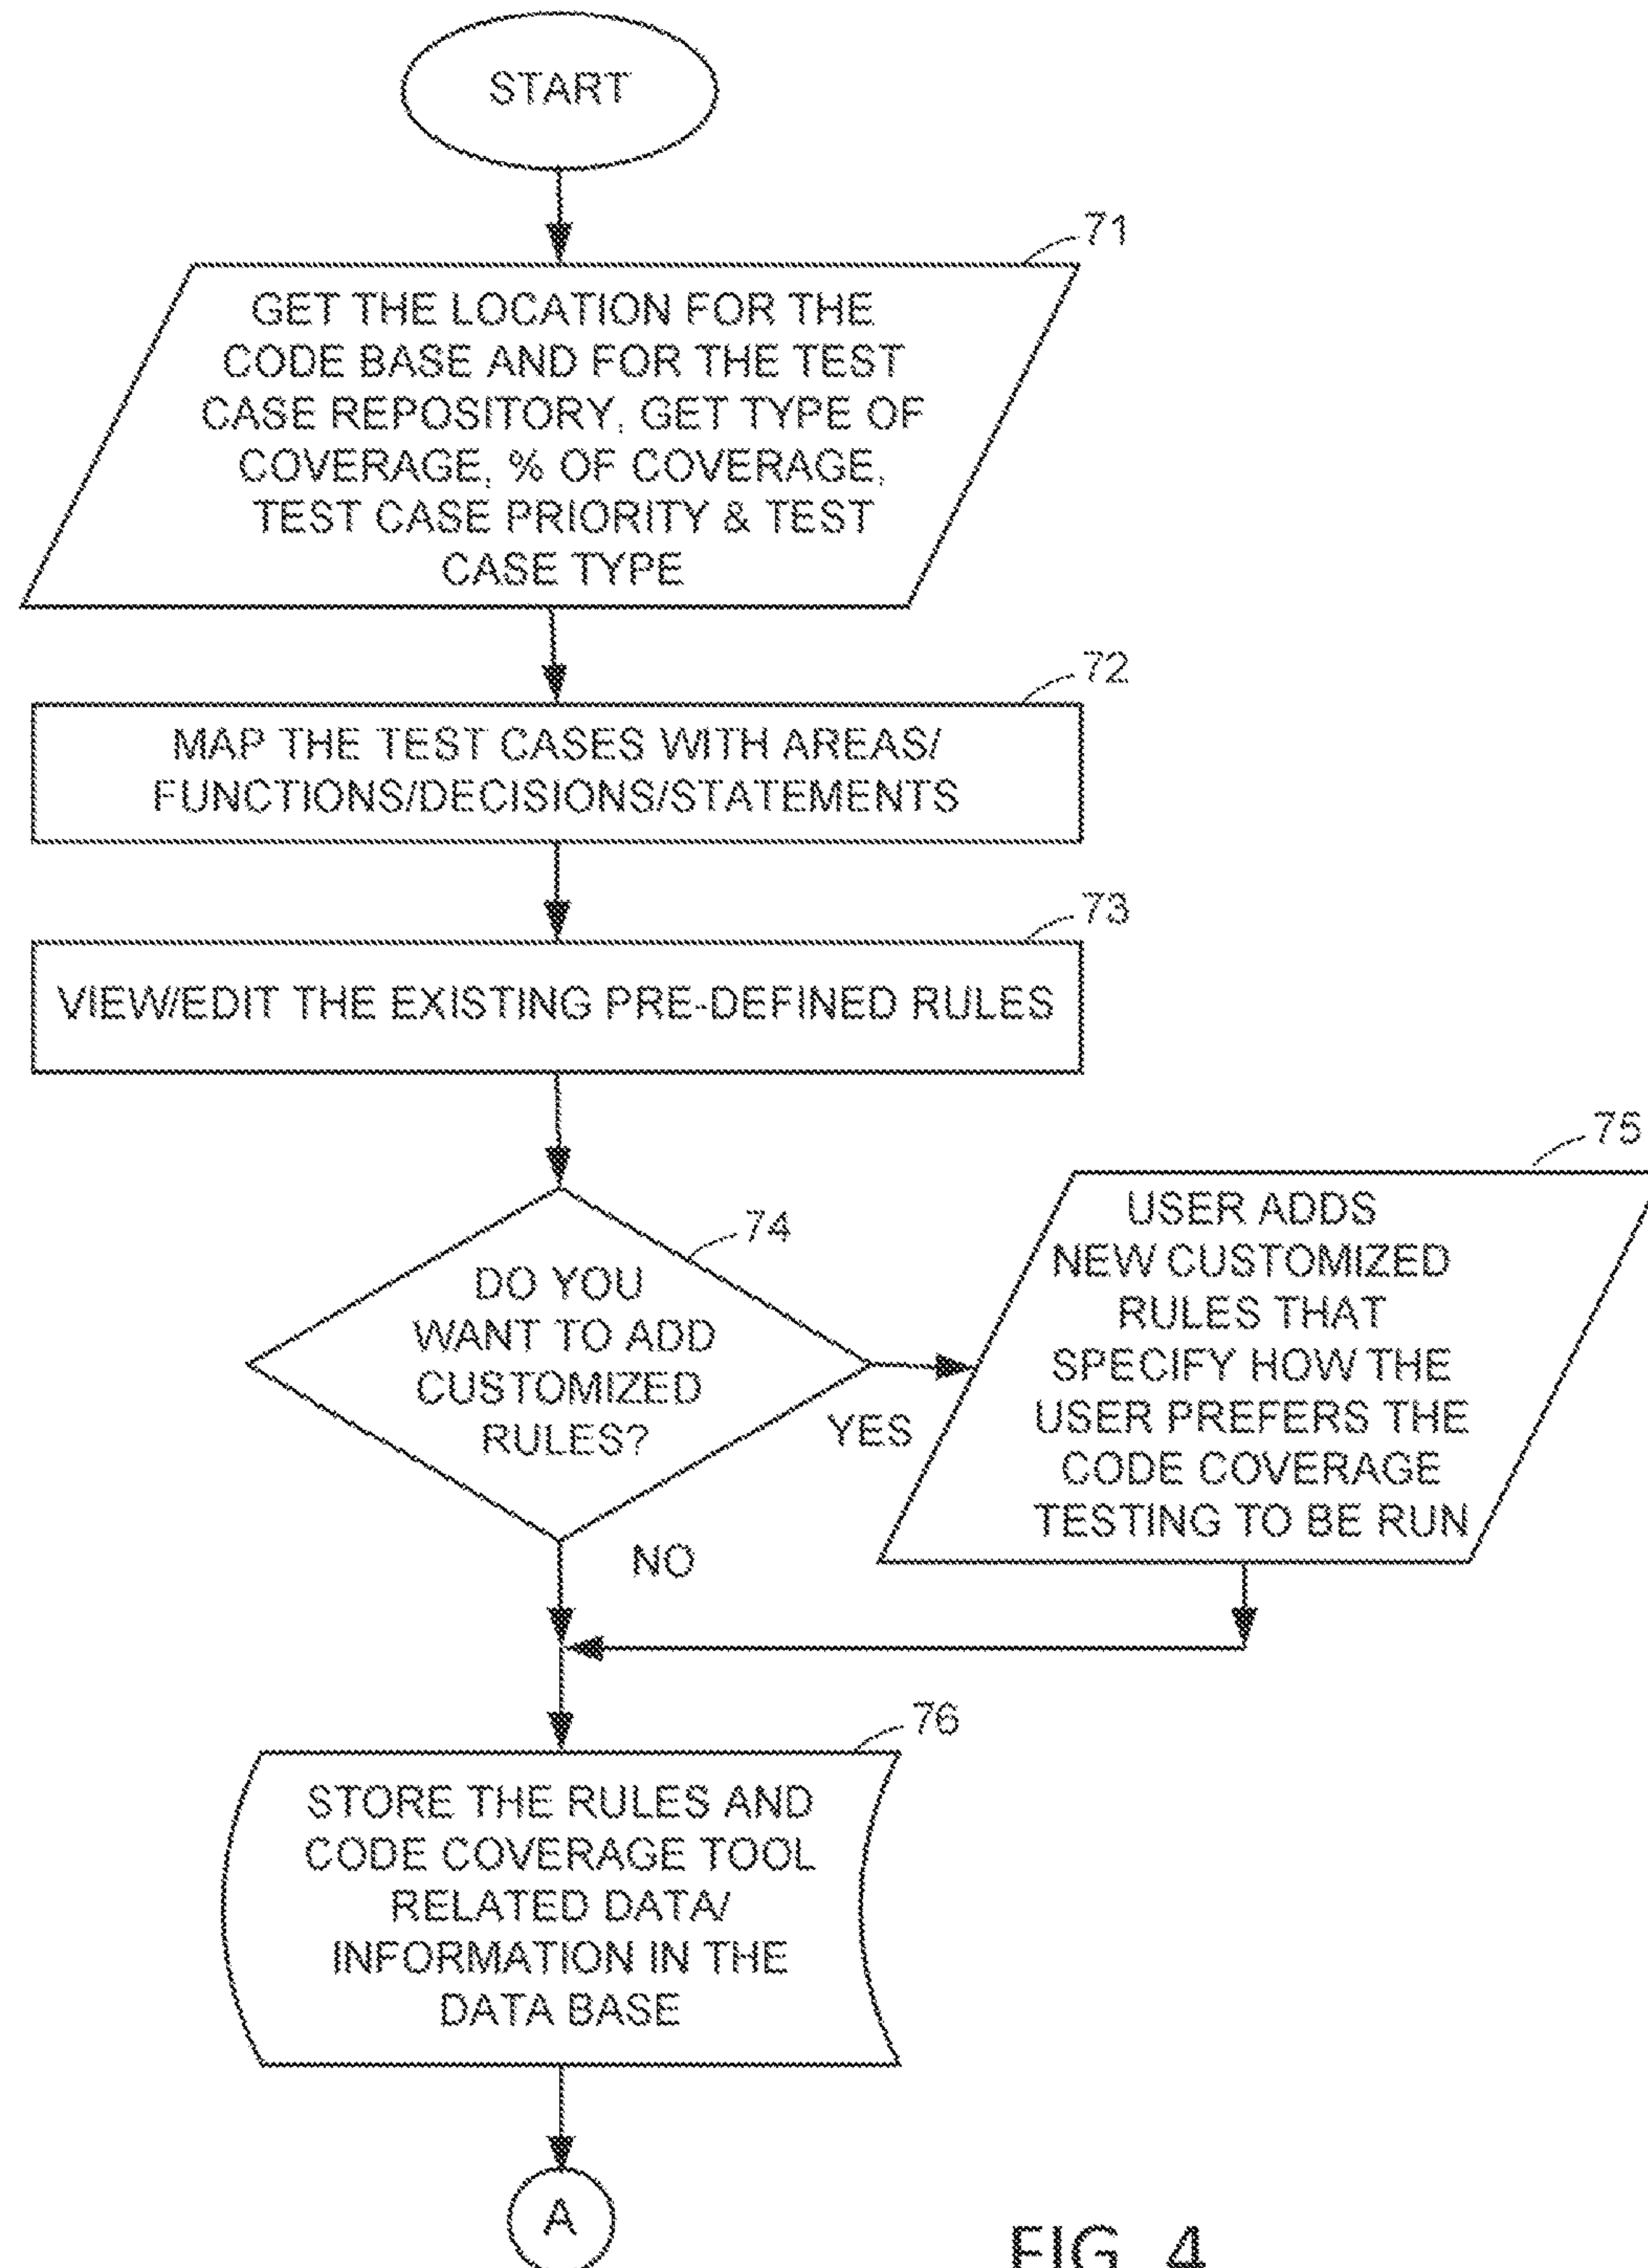 START
71
GET THE LOCATION FOR THE
CODE BASE AND FOR THE TEST
CASE REPOSITORY, GET TYPE OF
COVERAGE, % OF COVERAGE,
TEST CASE PRIORITY & TEST
CASE TYPE
72
MAP THE TEST CASES WITH AREAS/
FUNCTIONS/DECISIONS/STATEMENTS
73
VIEW/EDIT THE EXISTING PRE-DEFINED RULES
74
DO YOU
WANT TO ADD
CUSTOMIZED
RULES?
YES
NO
75
USER ADDS
NEW CUSTOMIZED
RULES THAT
SPECIFY HOW THE
USER PREFERS THE
CODE COVERAGE
TESTING TO BE RUN
76
STORE THE RULES AND
CODE COVERAGE TOOL
RELATED DATA/
INFORMATION IN THE
DATA BASE
A
FIG. 4